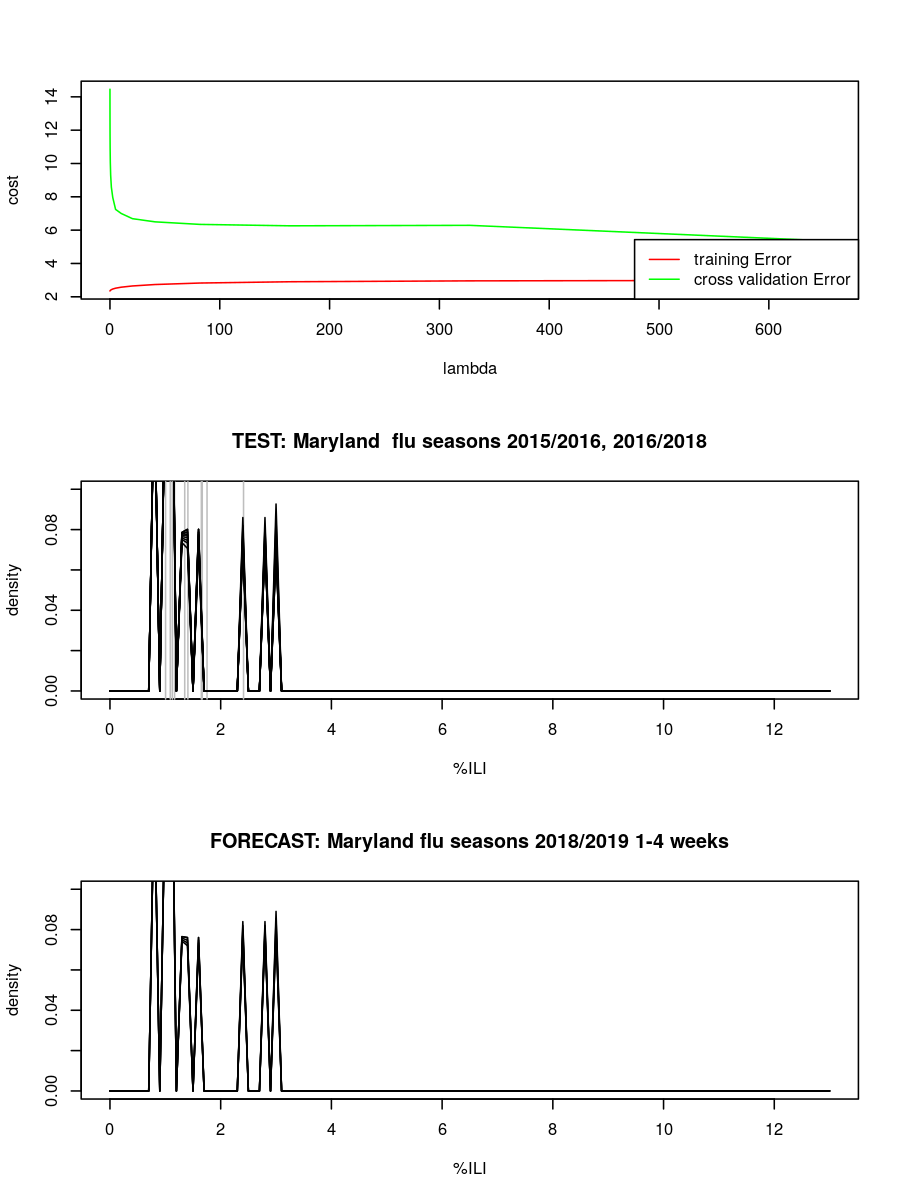 cost
14
12
10
8
6
4
2
training Error
cross validation Error
0 100 200 300 400 500 600
lambda
TEST: Maryland  flu seasons 2015/2016, 2016/2018
density
0.08
0.04
0.00
0 2 4 6 8 10 12
%ILI
FORECAST: Maryland flu seasons 2018/2019 1-4 weeks
density
0.08
0.04
0.00
0 2 4 6 8 10 12
%ILI